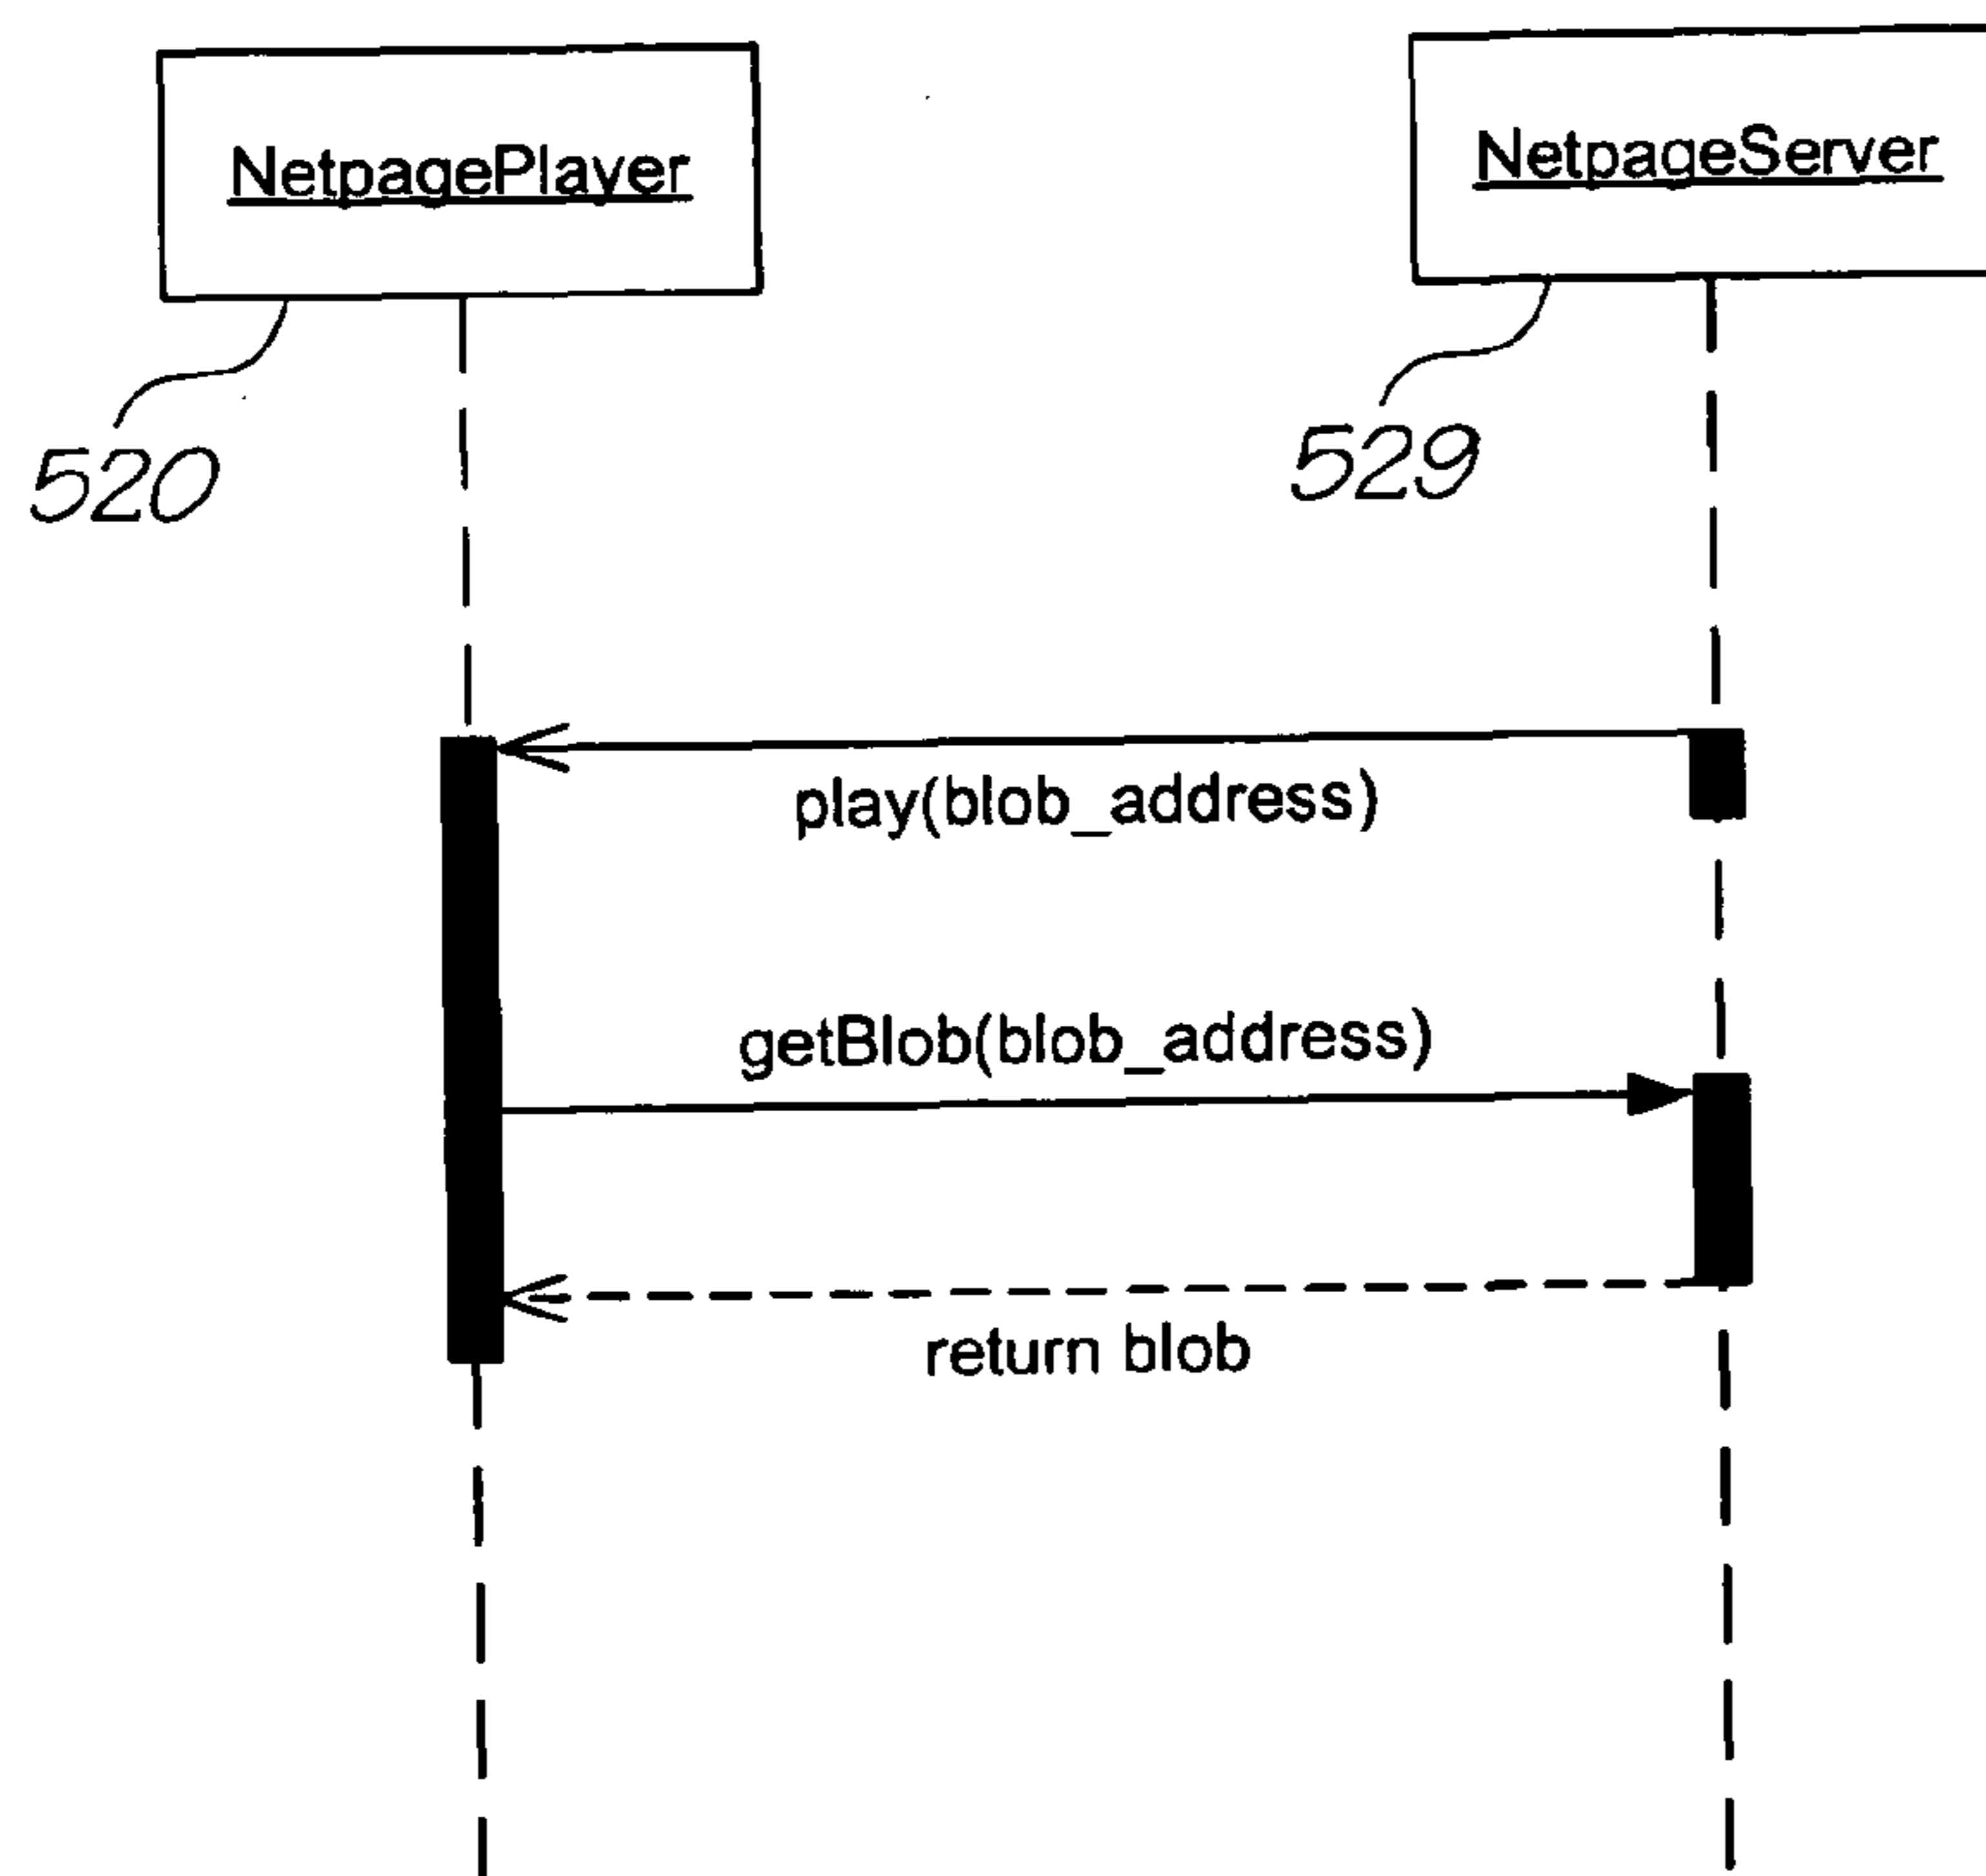 NetpagePlayer
NetpageServer
520
529
play(blob_address)
getBlob(blob_address)
return blob